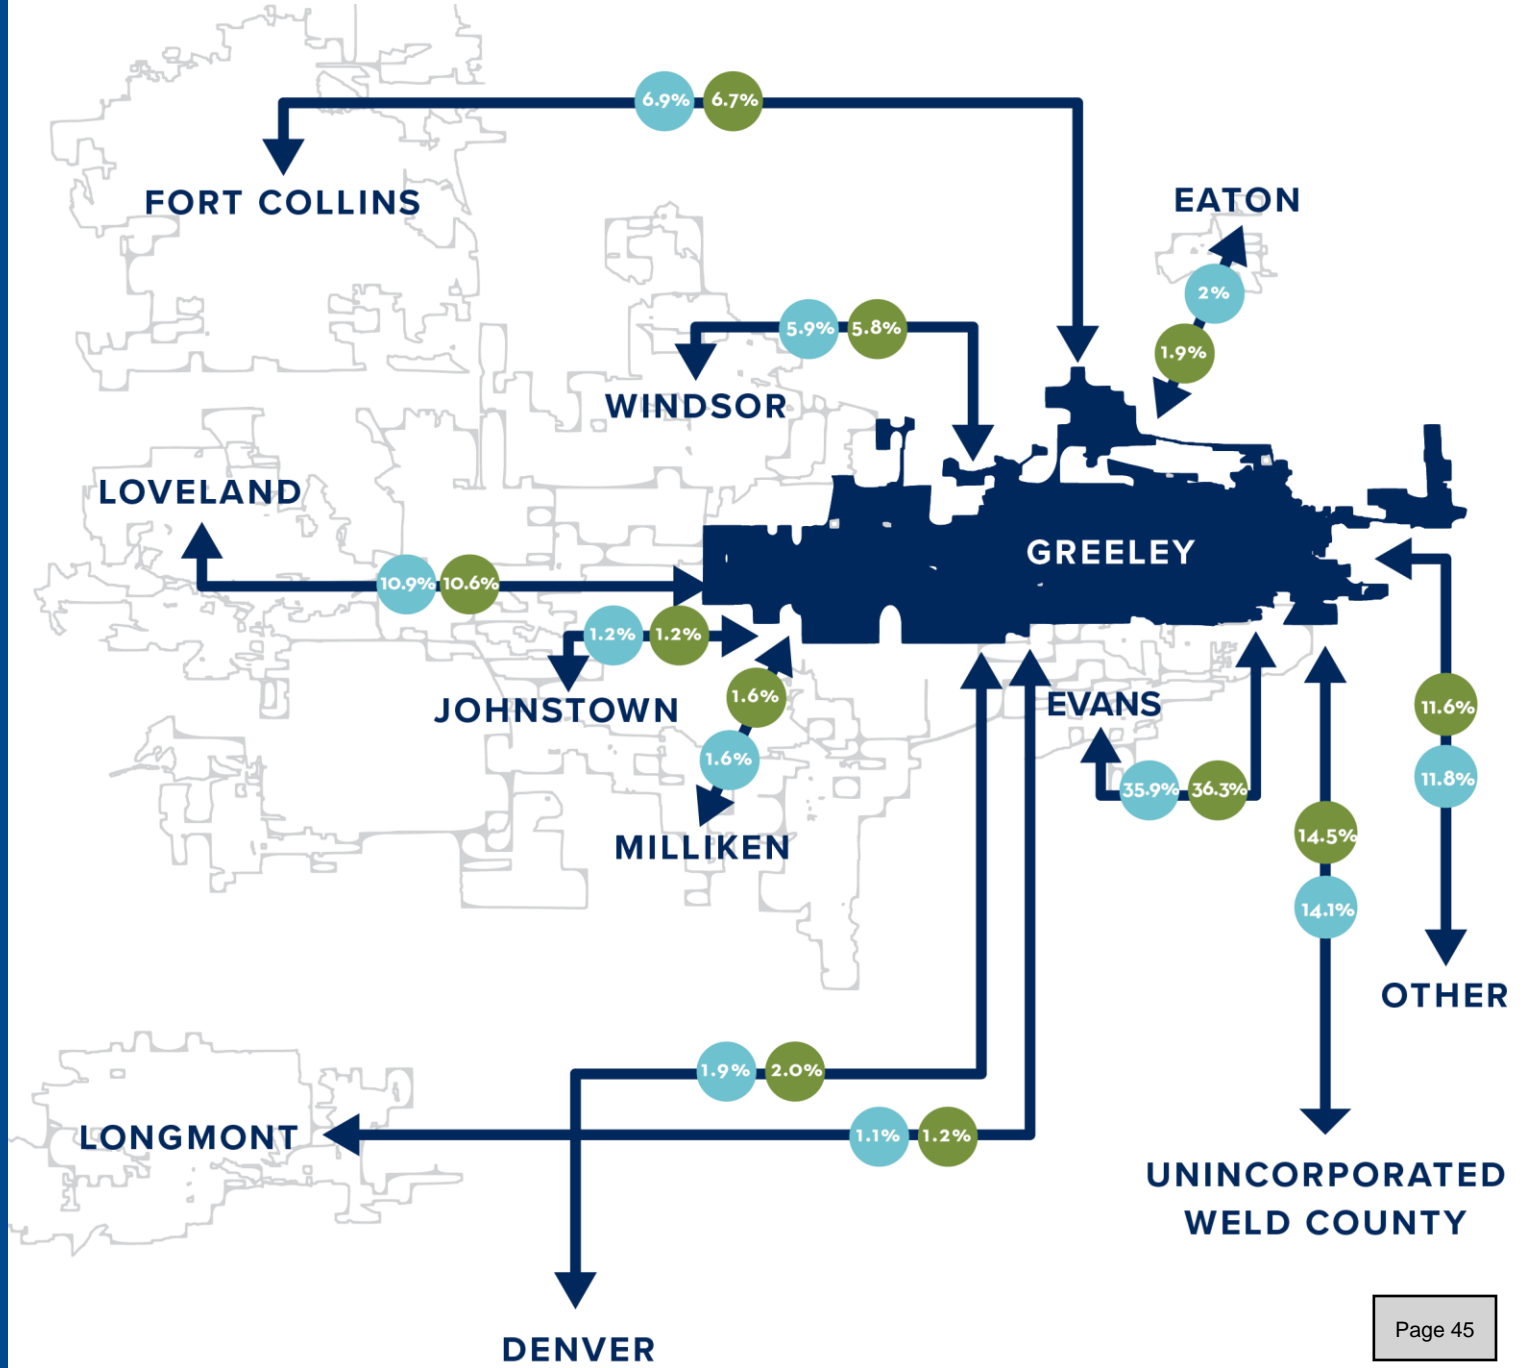 6.9% 6.7%
FORT COLLINS
EATON
2%
5.9% 5.8%
1.9%
WINDSOR
LOVELAND
GREELEY
10.9% 10.6%
1.2% 1.2%
JOHNSTOWN
1.6%
EVANS
11.6%
1.6%
11.8%
35.9% 36.3%
MILLIKEN
14.5%
14.1%
OTHER
1.9% 2.0%
LONGMONT
1.1% 1.2%
UNINCORPORATED
WELD COUNTY
DENVER
Page 45